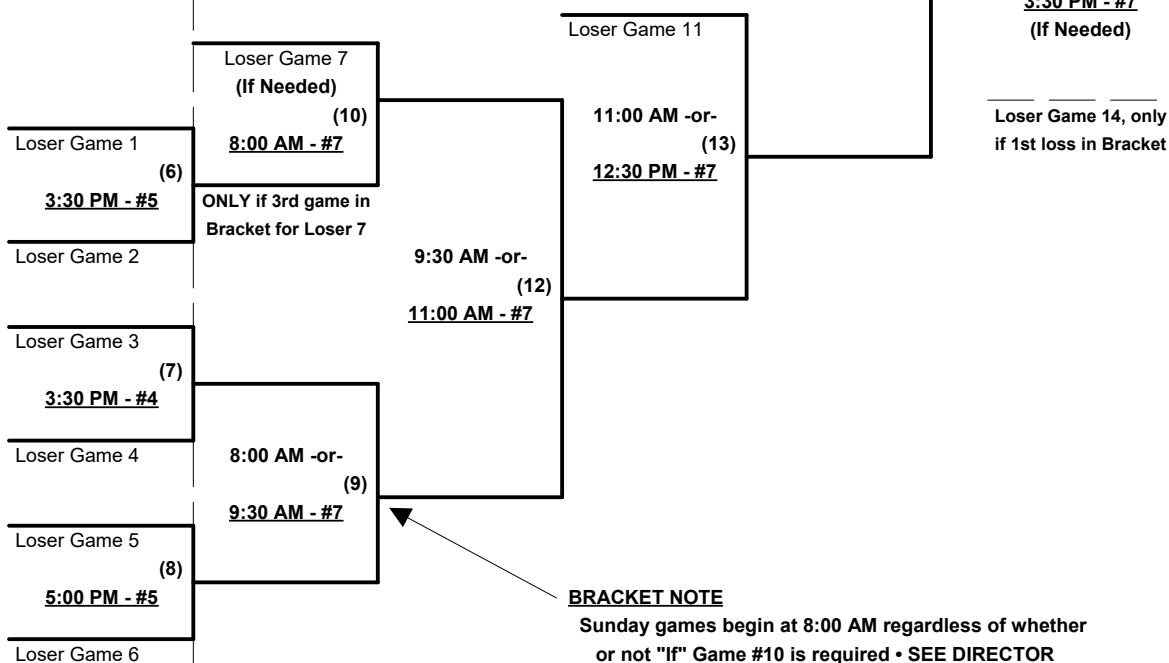 3:30 PM - #7
(If Needed)
Loser Game 11
Loser Game 7
(If Needed)
(10)
8:00 AM - #7
ONLY if 3rd game in
Bracket for Loser 7
11:00 AM -or-
(13)
12:30 PM - #7
Loser Game 14, only
if 1st loss in Bracket
Loser Game 1
(6)
3:30 PM - #5
Loser Game 2
9:30 AM -or-
(12)
11:00 AM - #7
Loser Game 3
(7)
3:30 PM - #4
Loser Game 4
8:00 AM -or-
(9)
9:30 AM - #7
Loser Game 5
(8)
5:00 PM - #5
Loser Game 6
BRACKET NOTE
Sunday games begin at 8:00 AM regardless of whether
or not "If" Game #10 is required • SEE DIRECTOR